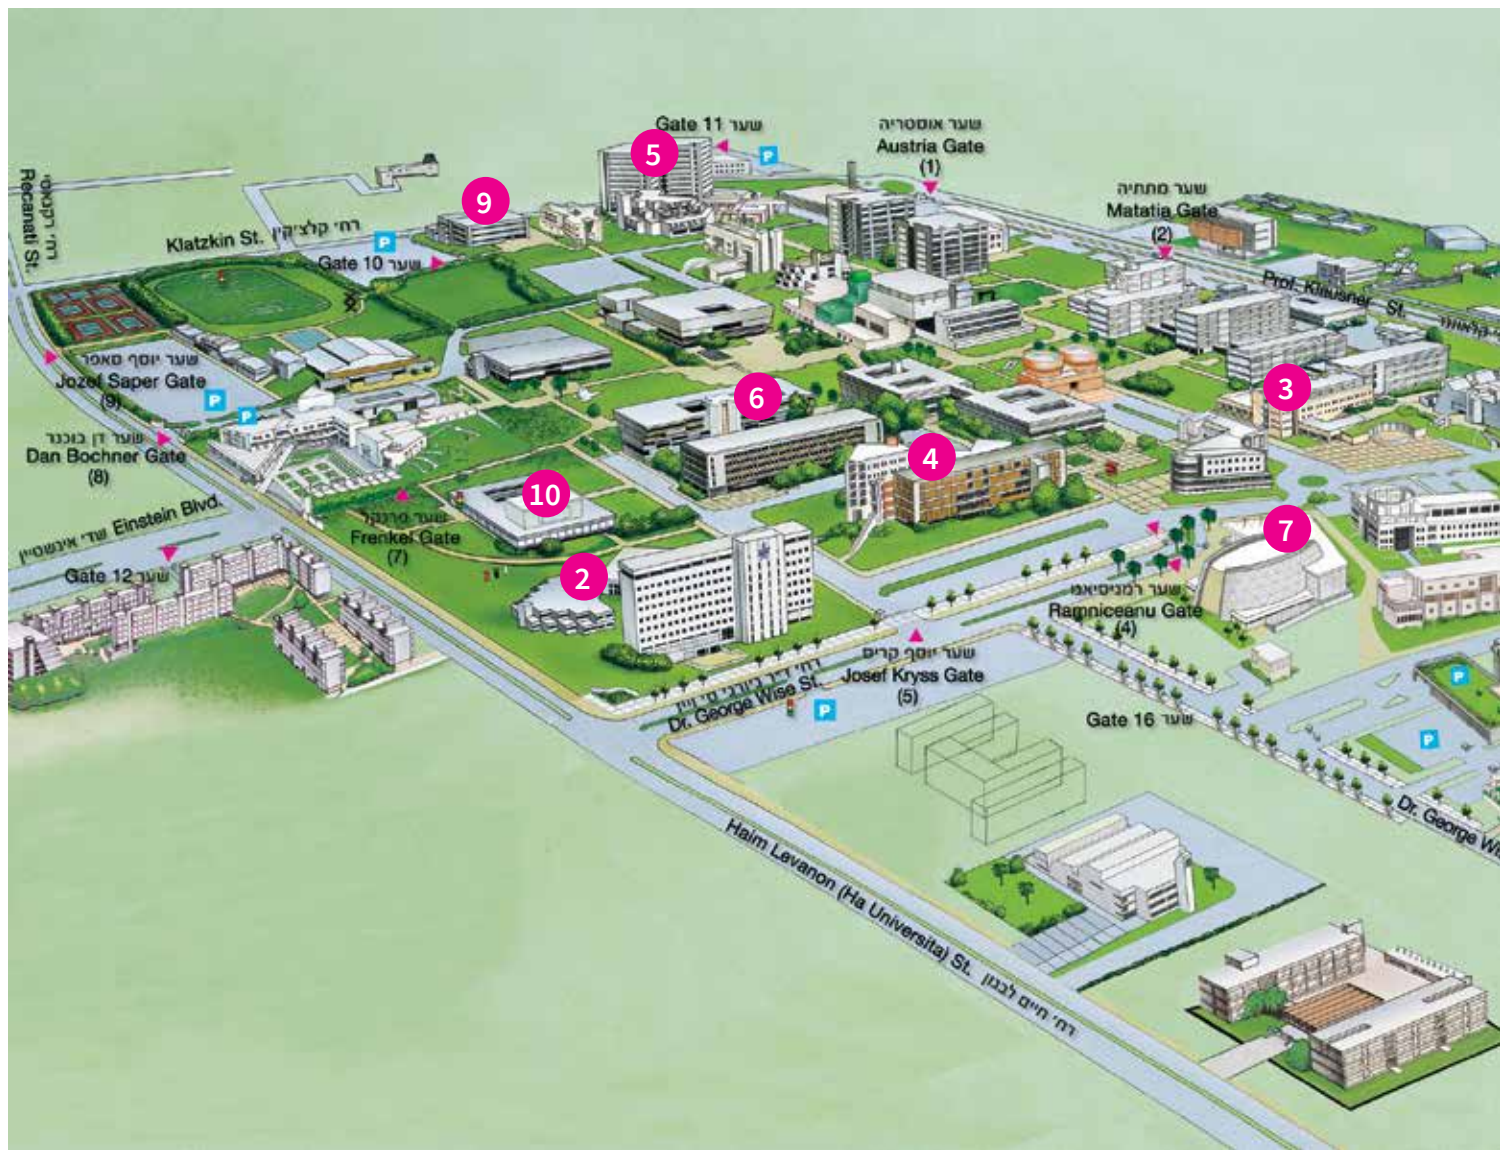 Gate 11 שער
שער אוסטריה
Austria Gate
(1)
שער מתתיה
Matatia Gate
(2)
רח' רקנאטי
Recanati St.
Klatzkin St. רח' קלצ'קין
Gate 10 שער
Prof. Klausner St.
שער יוסף סאפר
Jozef Saper Gate
(9)
שער דן בוכנר
Dan Bochner Gate
(8)
שער פרנקל
Frenkel Gate
(7)
שד' אינשטיין Einstein Blvd.
Gate 12 שער
שער רמניסיאנו
Ramniceanu Gate
(4)
שער יוסף קריס
Josef Kryss Gate
(5)
Dr. George Wise St.
Gate 16 שער
Dr. George Wi
Haim Levanon (Ha Universita) St. רח' חיים לבנון
5
9
3
6
4
10
7
2
P
P
P
P
P
P
P